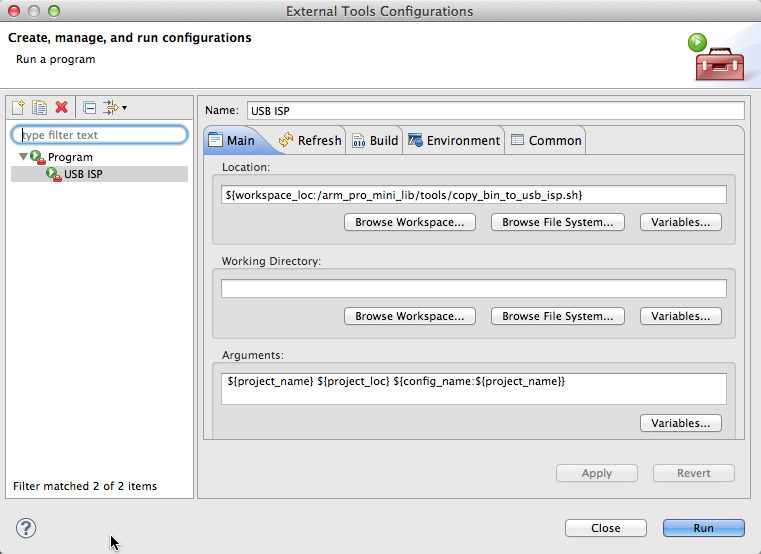 External Tools Configurations
Create, manage, and run configurations
Run a program
type filter text
Program
USB ISP
Filter matched 2 of 2 items
Name: USB ISP
Main Refresh Build Environment Common
Location:
${workspace_loc:/arm_pro_mini_lib/tools/copy_bin_to_usb_isp.sh}
Browse Workspace... Browse File System... Variables...
Working Directory:
Browse Workspace... Browse File System... Variables...
Arguments:
${project_name} ${project_loc} ${config_name:${project_name}}
Variables...
Apply Revert
? Close Run